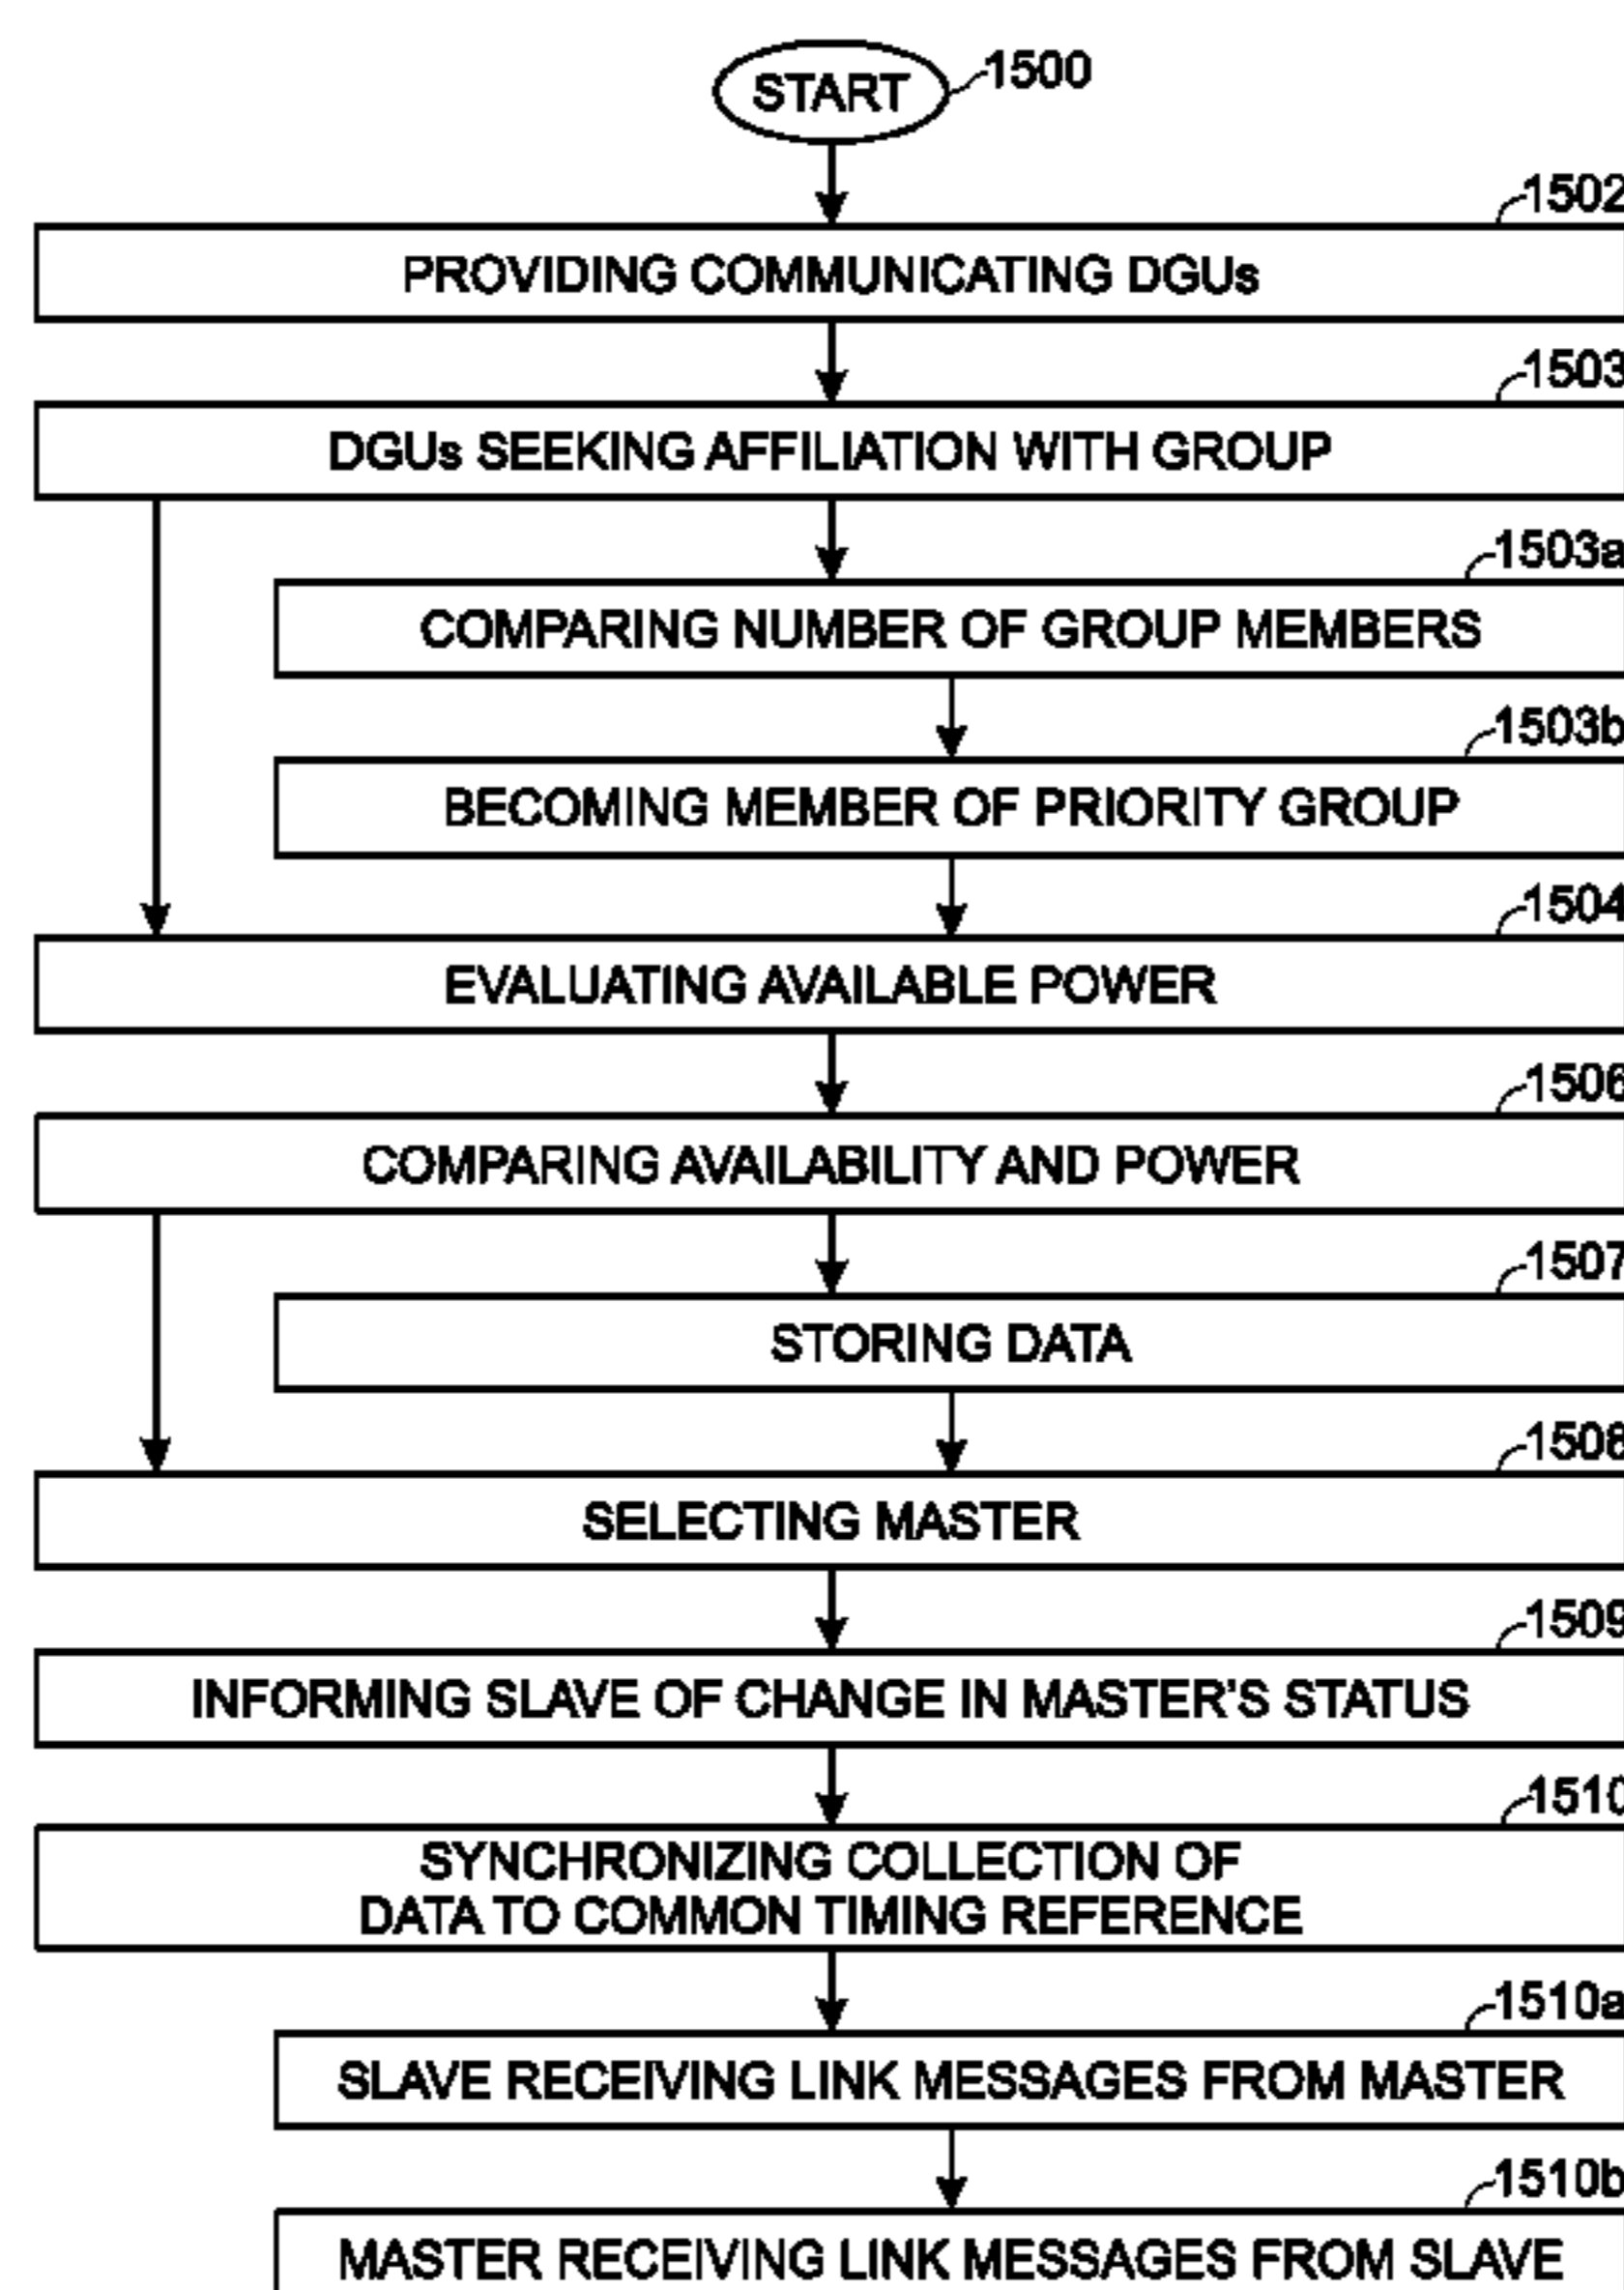 START
1500
1502
PROVIDING COMMUNICATING DGUs
1503
DGUs SEEKING AFFILIATION WITH GROUP
1503a
COMPARING NUMBER OF GROUP MEMBERS
1503b
BECOMING MEMBER OF PRIORITY GROUP
1504
EVALUATING AVAILABLE POWER
1506
COMPARING AVAILABILITY AND POWER
1507
STORING DATA
1508
SELECTING MASTER
1509
INFORMING SLAVE OF CHANGE IN MASTER'S STATUS
1510
SYNCHRONIZING COLLECTION OF
DATA TO COMMON TIMING REFERENCE
1510a
SLAVE RECEIVING LINK MESSAGES FROM MASTER
1510b
MASTER RECEIVING LINK MESSAGES FROM SLAVE